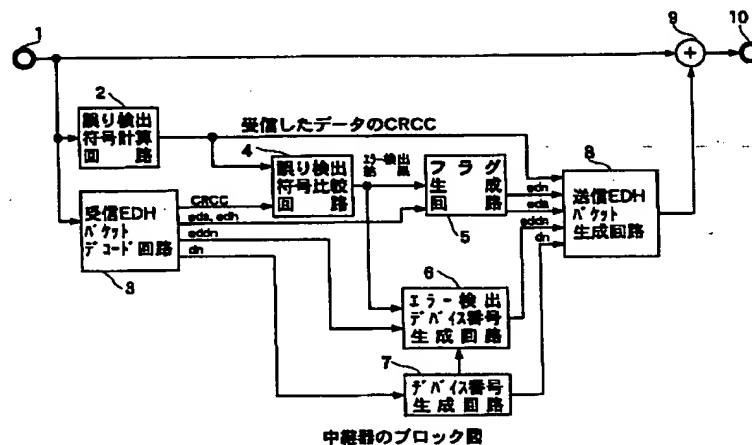 1
9
10
2
誤り検出
符号計算
回 路
受信したデータのCRCC
4
誤り検出
符号比較
回 路
エラー検出
結 果
フ ラ グ
生 成
回 路
5
edh
eda
8
送信EDH
パケット
生成回路
CRCC
eda, edh
eddn
dn
受信EDH
パケット
デコード回路
3
eddn
dn
6
エラー検出
デバイス番号
生成回路
7
デバイス番号
生成回路
中継器のブロック図